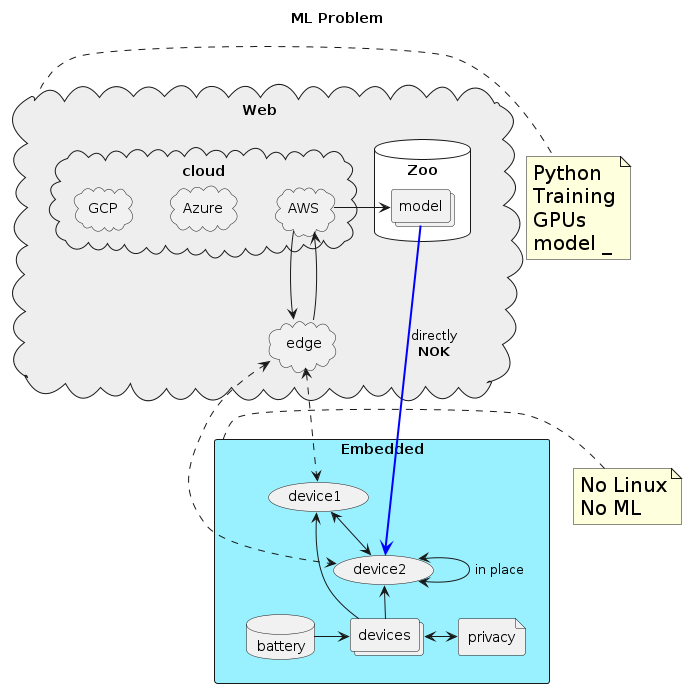 ML Problem
Web
cloud
Zoo
GCP
Azure
AWS
model
Python
Training
GPUs
model _
edge
directly
NOK
Embedded
No Linux
No ML
device1
device2
in place
battery
devices
privacy